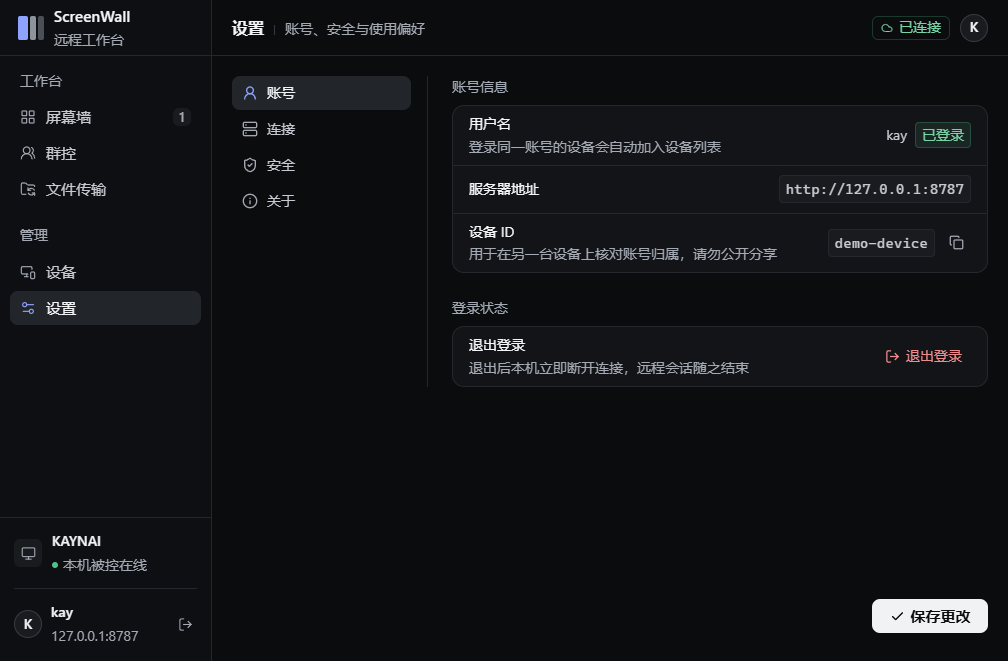 ScreenWall
远程工作台
设置
账号、安全与使用偏好
已连接
K
工作台
屏幕墙
1
群控
文件传输
管理
设备
设置
账号
连接
安全
关于
账号信息
用户名
登录同一账号的设备会自动加入设备列表
kay
已登录
服务器地址
http://127.0.0.1:8787
设备 ID
用于在另一台设备上核对账号归属，请勿公开分享
demo-device
登录状态
退出登录
退出后本机立即断开连接，远程会话随之结束
退出登录
KAYNAI
本机被控在线
K
kay
127.0.0.1:8787
保存更改